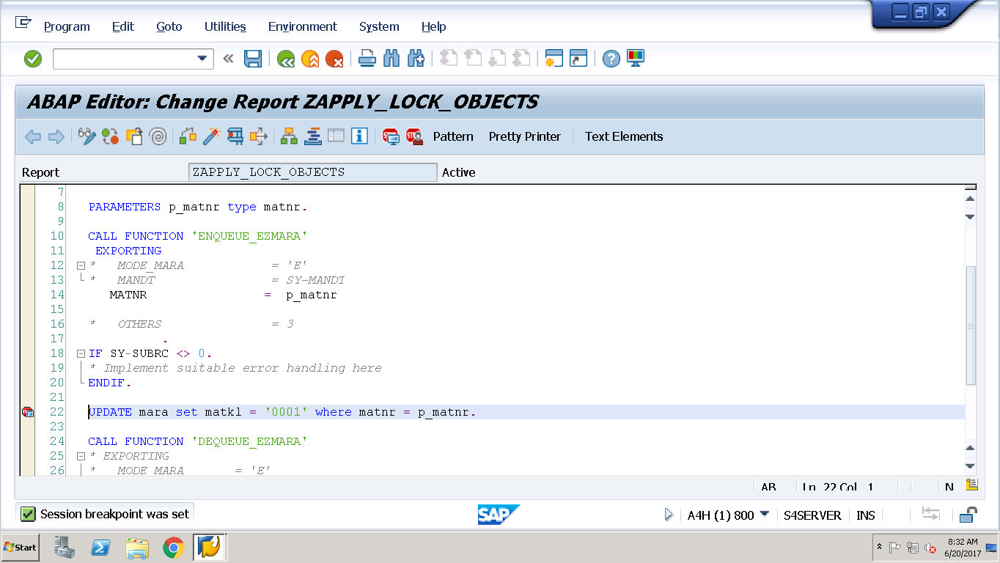 Program Edit Goto Utilities Environment System Help
ABAP Editor: Change Report ZAPPLY_LOCK_OBJECTS
Pattern Pretty Printer Text Elements
Report ZAPPLY_LOCK_OBJECTS Active
7
8 PARAMETERS p_matnr type matnr.
9
10 CALL FUNCTION 'ENQUEUE_EZMARA'
11 EXPORTING
12 * MODE_MARA = 'E'
13 * MANDT = SY-MANDT
14 MATNR = p_matnr
15
16 * OTHERS = 3
17 .
18 IF SY-SUBRC <> 0.
19 * Implement suitable error handling here
20 ENDIF.
21
22 UPDATE mara set matkl = '0001' where matnr = p_matnr.
23
24 CALL FUNCTION 'DEQUEUE_EZMARA'
25 * EXPORTING
26 * MODE_MARA = 'E'
AB Ln 22 Col 1 N
Session breakpoint was set SAP A4H (1) 800 S4SERVER INS
Start 8:32 AM
6/20/2017